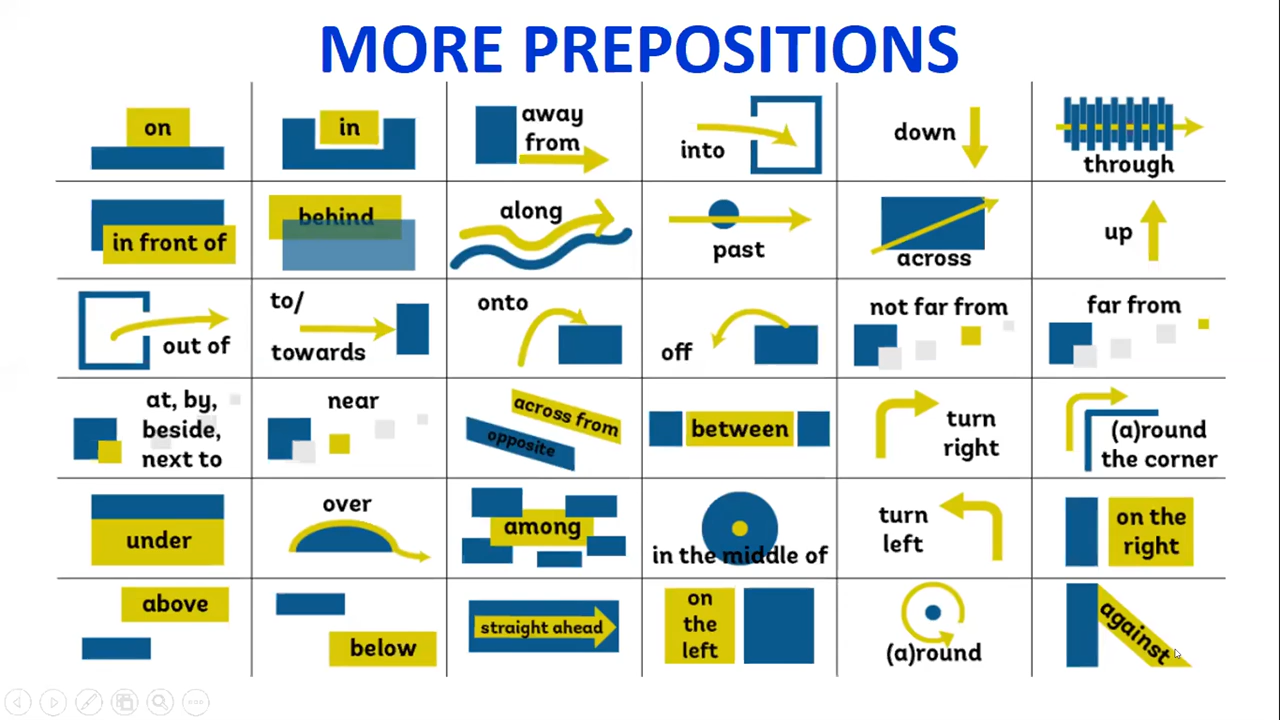 MORE PREPOSITIONS
on
in
away
from
into
down
through
in front of
behind
along
past
across
up
out of
to/
towards
onto
off
not far from
far from
at, by,
beside,
next to
near
across from
opposite
between
turn
right
(a)round
the corner
under
over
among
in the middle of
turn
left
on the
right
above
below
straight ahead
on
the
left
(a)round
against